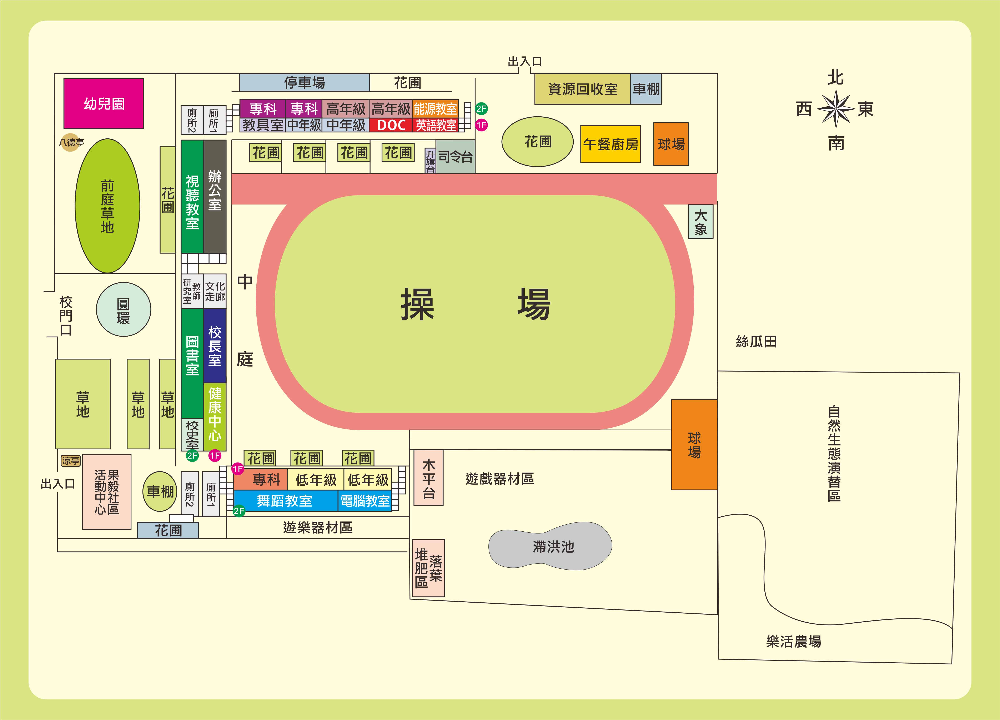 出入口
北
西
東
南
幼兒園
停車場
花圃
資源回收室
車棚
廁所2
廁所1
專科
專科
高年級
高年級
能源教室
2F
教具室
中年級
中年級
DOC
英語教室
1F
八德亭
花圃
花圃
花圃
花圃
升旗台
司令台
花圃
午餐廚房
球場
前庭草地
花圃
視聽教室
辦公室
大象
中庭
操場
教師研究室
文化走廊
校門口
圓環
圖書室
校長室
絲瓜田
草地
草地
草地
健康中心
校史室
2F
1F
自然生態演替區
球場
涼亭
出入口
果毅社區活動中心
車棚
廁所2
廁所1
花圃
花圃
花圃
花圃
1F
專科
低年級
低年級
舞蹈教室
電腦教室
2F
遊樂器材區
木平台
遊戲器材區
滯洪池
落葉堆肥區
樂活農場